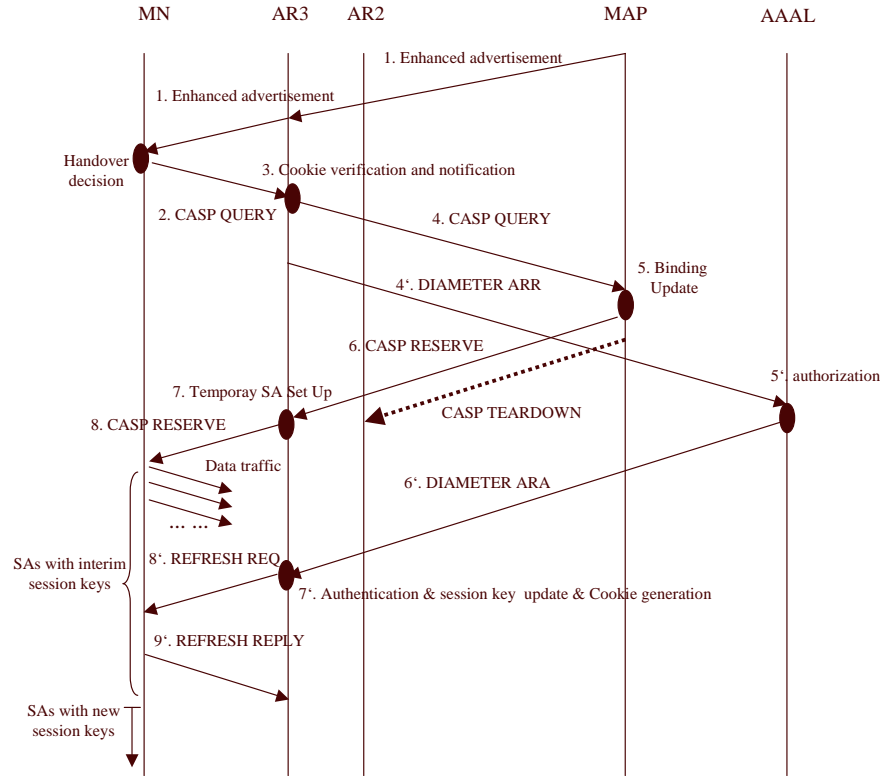 MN
AR3
AR2
MAP
AAAL
1. Enhanced advertisement
1. Enhanced advertisement
Handover
decision
3. Cookie verification and notification
2. CASP QUERY
4. CASP QUERY
4‘. DIAMETER ARR
5. Binding
Update
6. CASP RESERVE
5‘. authorization
7. Temporay SA Set Up
CASP TEARDOWN
8. CASP RESERVE
Data traffic
6‘. DIAMETER ARA
... ...
SAs with interim
session keys
8‘. REFRESH REQ
7‘. Authentication & session key update & Cookie generation
9‘. REFRESH REPLY
SAs with new
session keys